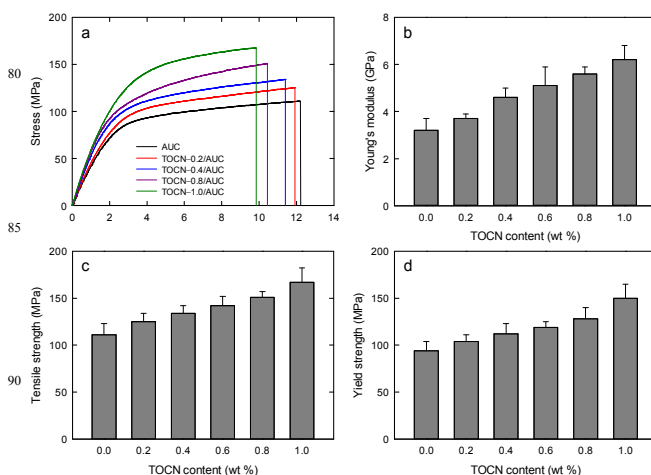 a
200
150
100
50
0
Stress (MPa)
AUC
TOCN–0.2/AUC
TOCN–0.4/AUC
TOCN–0.8/AUC
TOCN–1.0/AUC
0 2 4 6 8 10 12 14
b
8
6
4
2
0
Young's modulus (GPa)
0.0 0.2 0.4 0.6 0.8 1.0
TOCN content (wt %)
80
85
90
c
200
150
100
50
0
Tensile strength (MPa)
0.0 0.2 0.4 0.6 0.8 1.0
TOCN content (wt %)
d
200
150
100
50
0
Yield strength (MPa)
0.0 0.2 0.4 0.6 0.8 1.0
TOCN content (wt %)